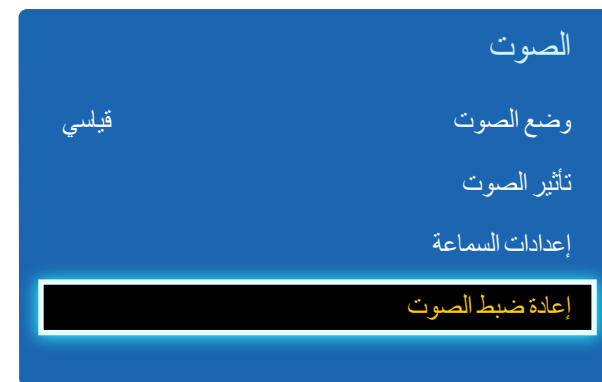 الصوت
وضع الصوت قياسي
تأثير الصوت
إعدادات السماعة
إعادة ضبط الصوت